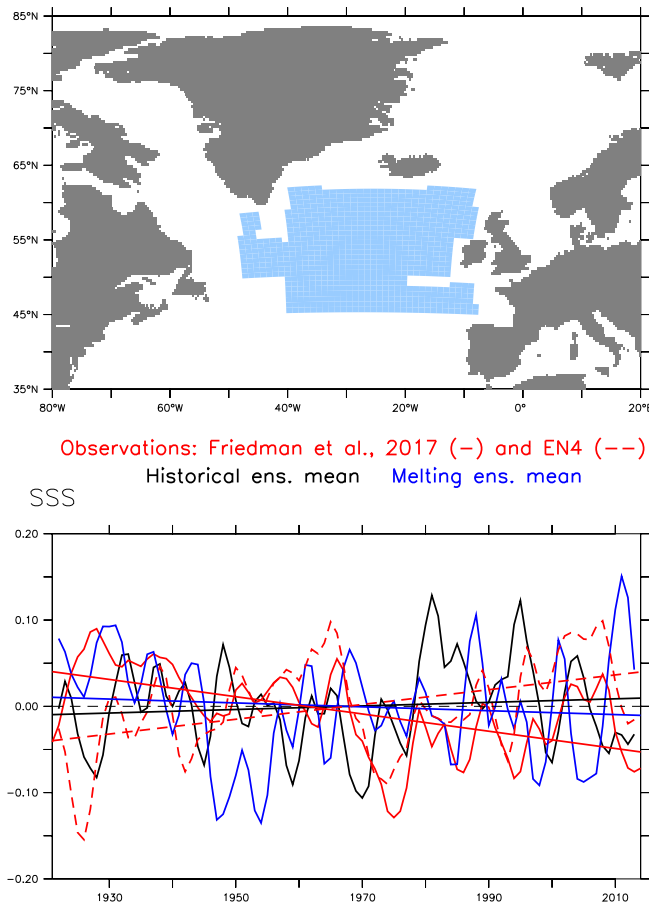 85°N
75°N
65°N
55°N
45°N
35°N
80°W 60°W 40°W 20°W 0° 20°E
Observations: Friedman et al., 2017 (—) and EN4 (——)
Historical ens. mean Melting ens. mean
SSS
0.20
0.10
0.00
−0.10
−0.20
1930 1950 1970 1990 2010